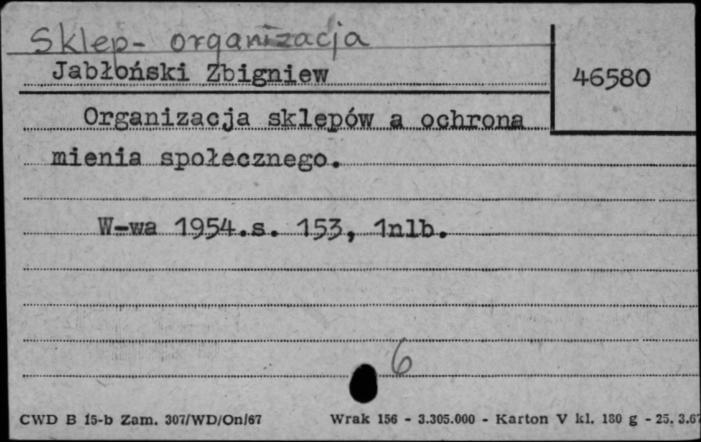 Sklep- organizacja
Jabłoński Zbigniew
46580
Organizacja sklepów a ochrona
mienia społecznego.
W-wa 1954.s. 153, 1nlb.
6
CWD B 15-b Zam. 307/WD/On/67 Wrak 156 - 3.305.000 - Karton V kl. 180 g - 25. 3.67